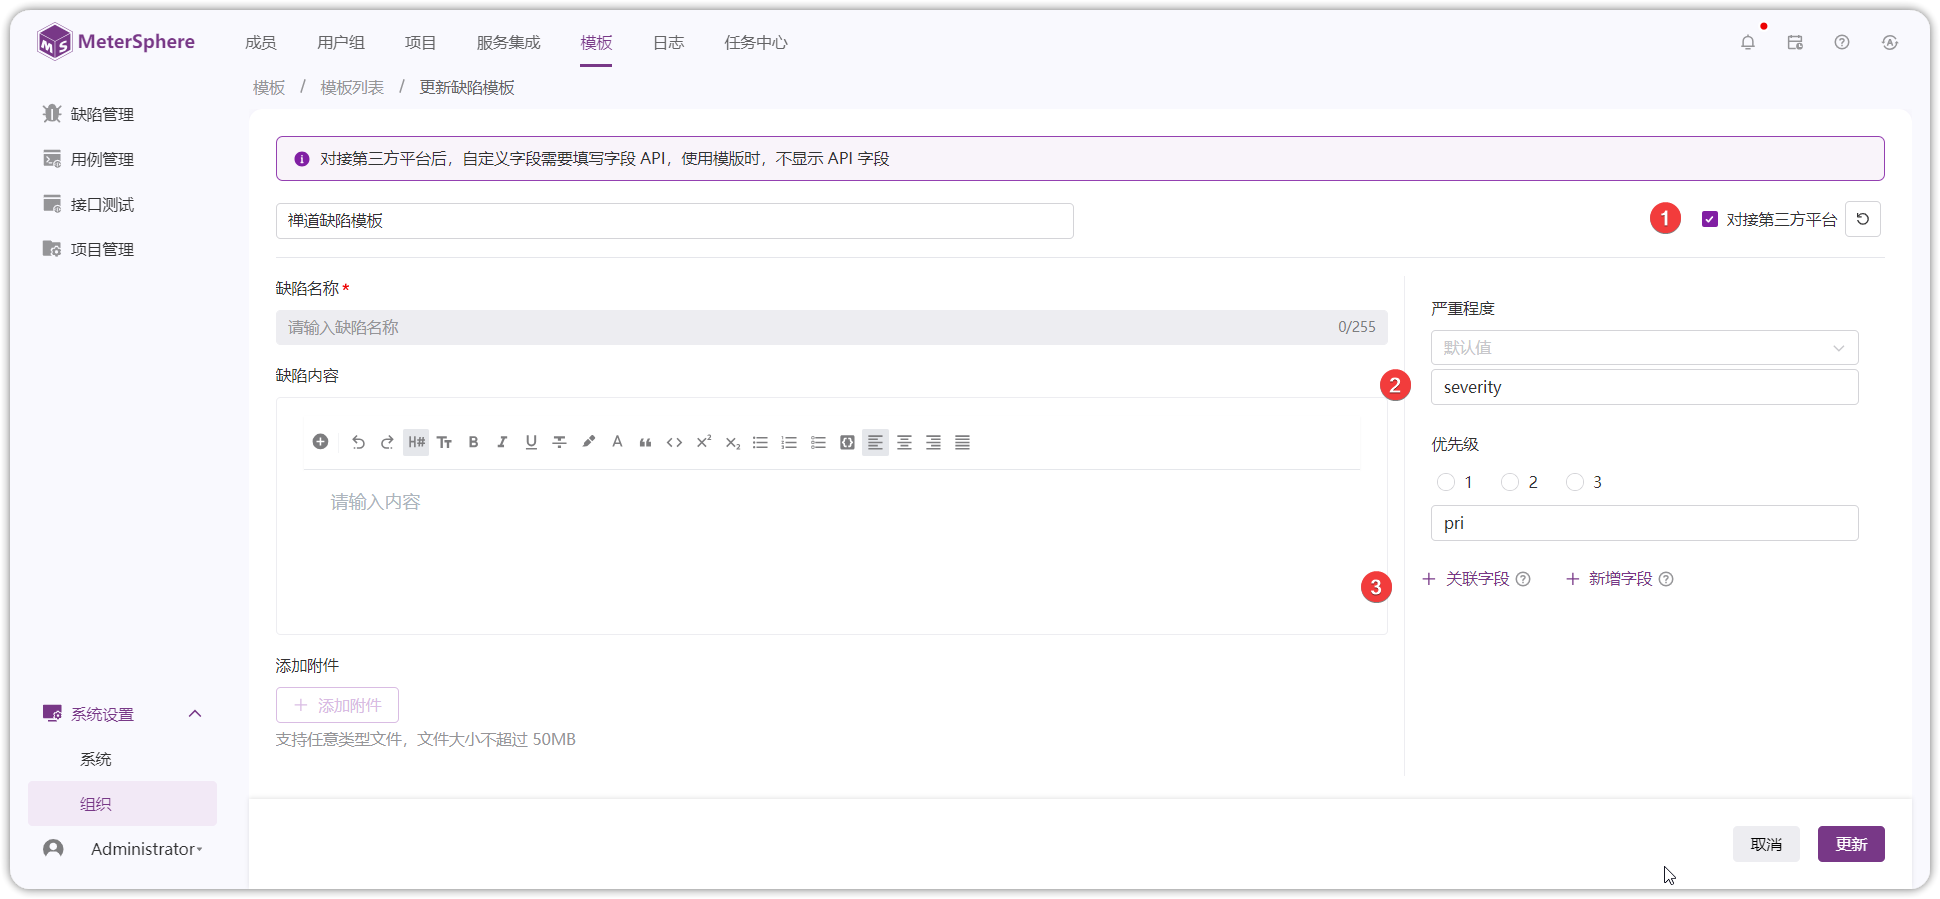 MeterSphere
成员 用户组 项目 服务集成 模板 日志 任务中心
模板 / 模板列表 / 更新缺陷模板
缺陷管理
用例管理
接口测试
项目管理
对接第三方平台后，自定义字段需要填写字段 API，使用模版时，不显示 API 字段
禅道缺陷模板
1 对接第三方平台
缺陷名称*
请输入缺陷名称 0/255
缺陷内容
H# Tт B I U A
请输入内容
添加附件
+ 添加附件
支持任意类型文件，文件大小不超过 50MB
严重程度
默认值
2 severity
优先级
1 2 3
pri
3 + 关联字段 + 新增字段
系统设置
系统
组织
Administrator
取消 更新